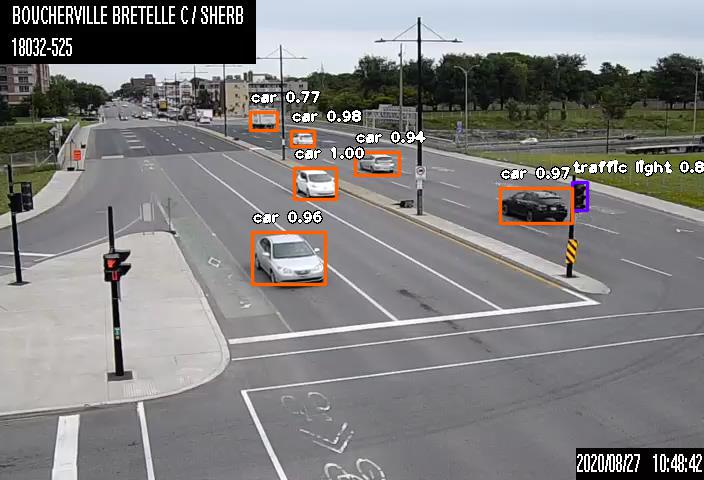 BOUCHERVILLE BRETELLE C / SHERB
18032-525
car 0.77
car 0.98
car 0.94
car 1.00
car 0.97
traffic light 0.8
car 0.96
2020/08/27 10:48:42